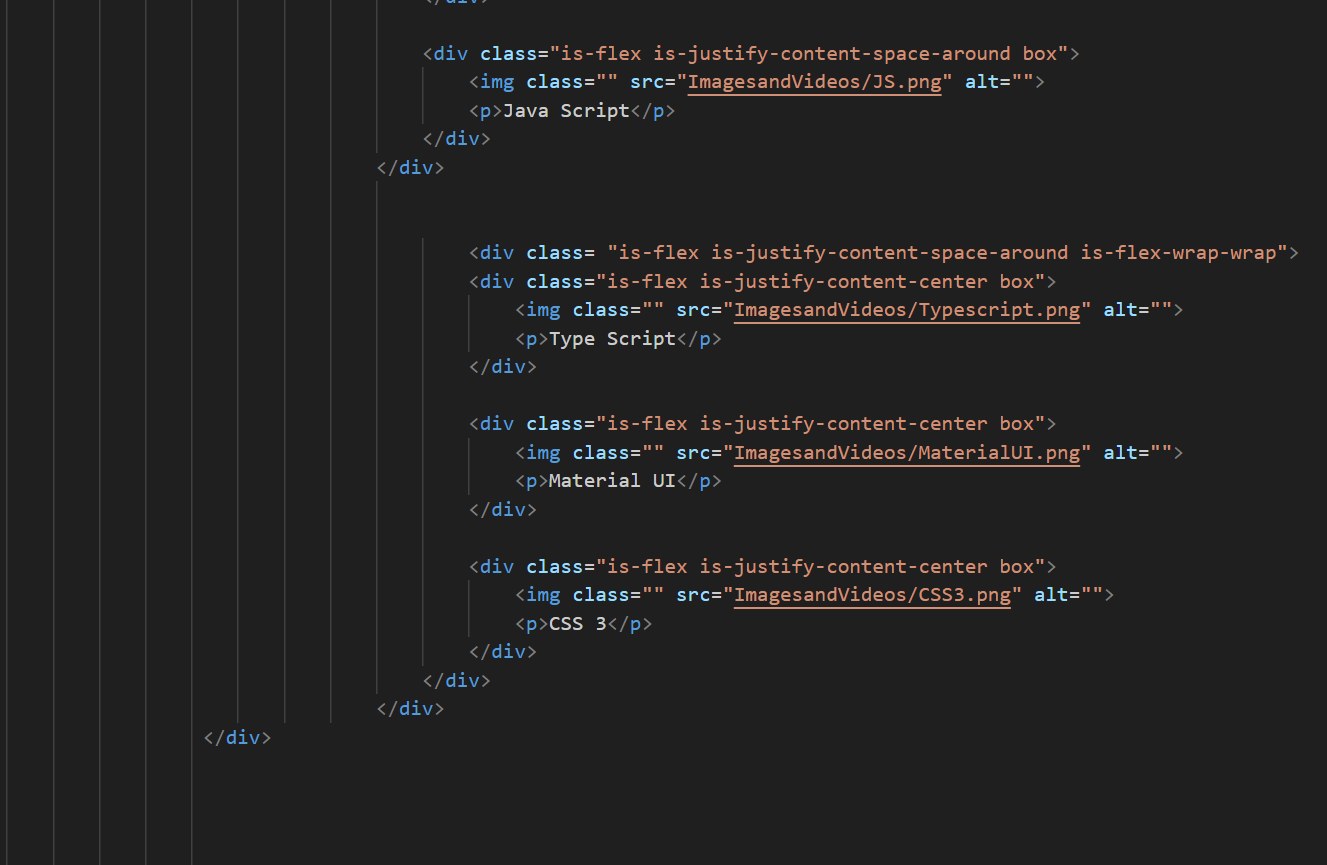 </div>
<div class="is-flex is-justify-content-space-around box">
<img class="" src="ImagesandVideos/JS.png" alt="">
<p>Java Script</p>
</div>
</div>
<div class= "is-flex is-justify-content-space-around is-flex-wrap-wrap">
<div class="is-flex is-justify-content-center box">
<img class="" src="ImagesandVideos/Typescript.png" alt="">
<p>Type Script</p>
</div>
<div class="is-flex is-justify-content-center box">
<img class="" src="ImagesandVideos/MaterialUI.png" alt="">
<p>Material UI</p>
</div>
<div class="is-flex is-justify-content-center box">
<img class="" src="ImagesandVideos/CSS3.png" alt="">
<p>CSS 3</p>
</div>
</div>
</div>
</div>